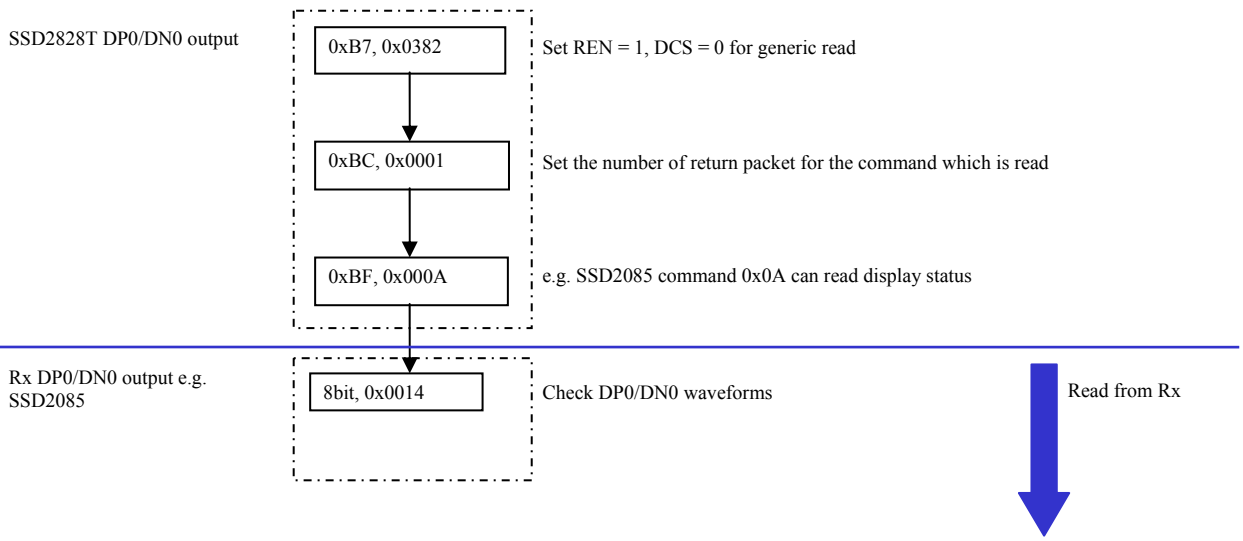 SSD2828T DP0/DN0 output
0xB7, 0x0382
Set REN = 1, DCS = 0 for generic read
0xBC, 0x0001
Set the number of return packet for the command which is read
0xBF, 0x000A
e.g. SSD2085 command 0x0A can read display status
Rx DP0/DN0 output e.g.
SSD2085
8bit, 0x0014
Check DP0/DN0 waveforms
Read from Rx